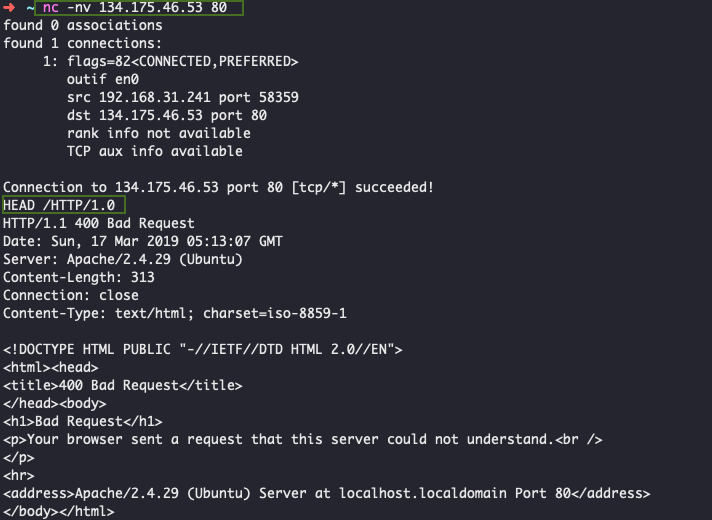 ➜ ~ nc -nv 134.175.46.53 80
found 0 associations
found 1 connections:
1: flags=82<CONNECTED,PREFERRED>
outif en0
src 192.168.31.241 port 58359
dst 134.175.46.53 port 80
rank info not available
TCP aux info available
Connection to 134.175.46.53 port 80 [tcp/*] succeeded!
HEAD /HTTP/1.0
HTTP/1.1 400 Bad Request
Date: Sun, 17 Mar 2019 05:13:07 GMT
Server: Apache/2.4.29 (Ubuntu)
Content-Length: 313
Connection: close
Content-Type: text/html; charset=iso-8859-1
<!DOCTYPE HTML PUBLIC "-//IETF//DTD HTML 2.0//EN">
<html><head>
<title>400 Bad Request</title>
</head><body>
<h1>Bad Request</h1>
<p>Your browser sent a request that this server could not understand.<br />
</p>
<hr>
<address>Apache/2.4.29 (Ubuntu) Server at localhost.localdomain Port 80</address>
</body></html>